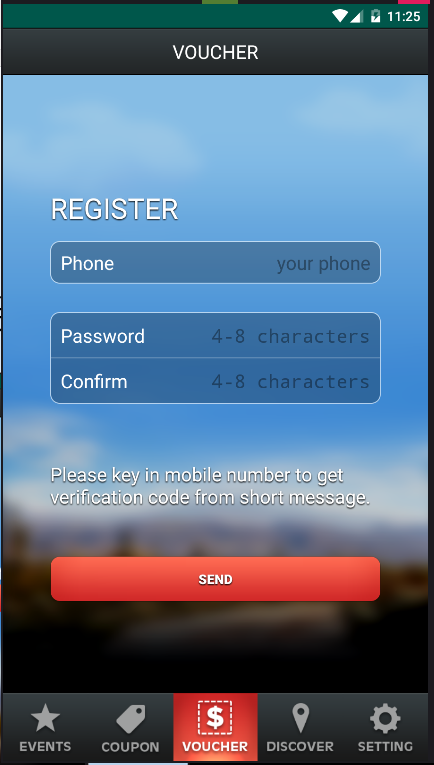 11:25
VOUCHER
REGISTER
Phone your phone
Password 4-8 characters
Confirm 4-8 characters
Please key in mobile number to get
verification code from short message.
SEND
$
EVENTS COUPON VOUCHER DISCOVER SETTING